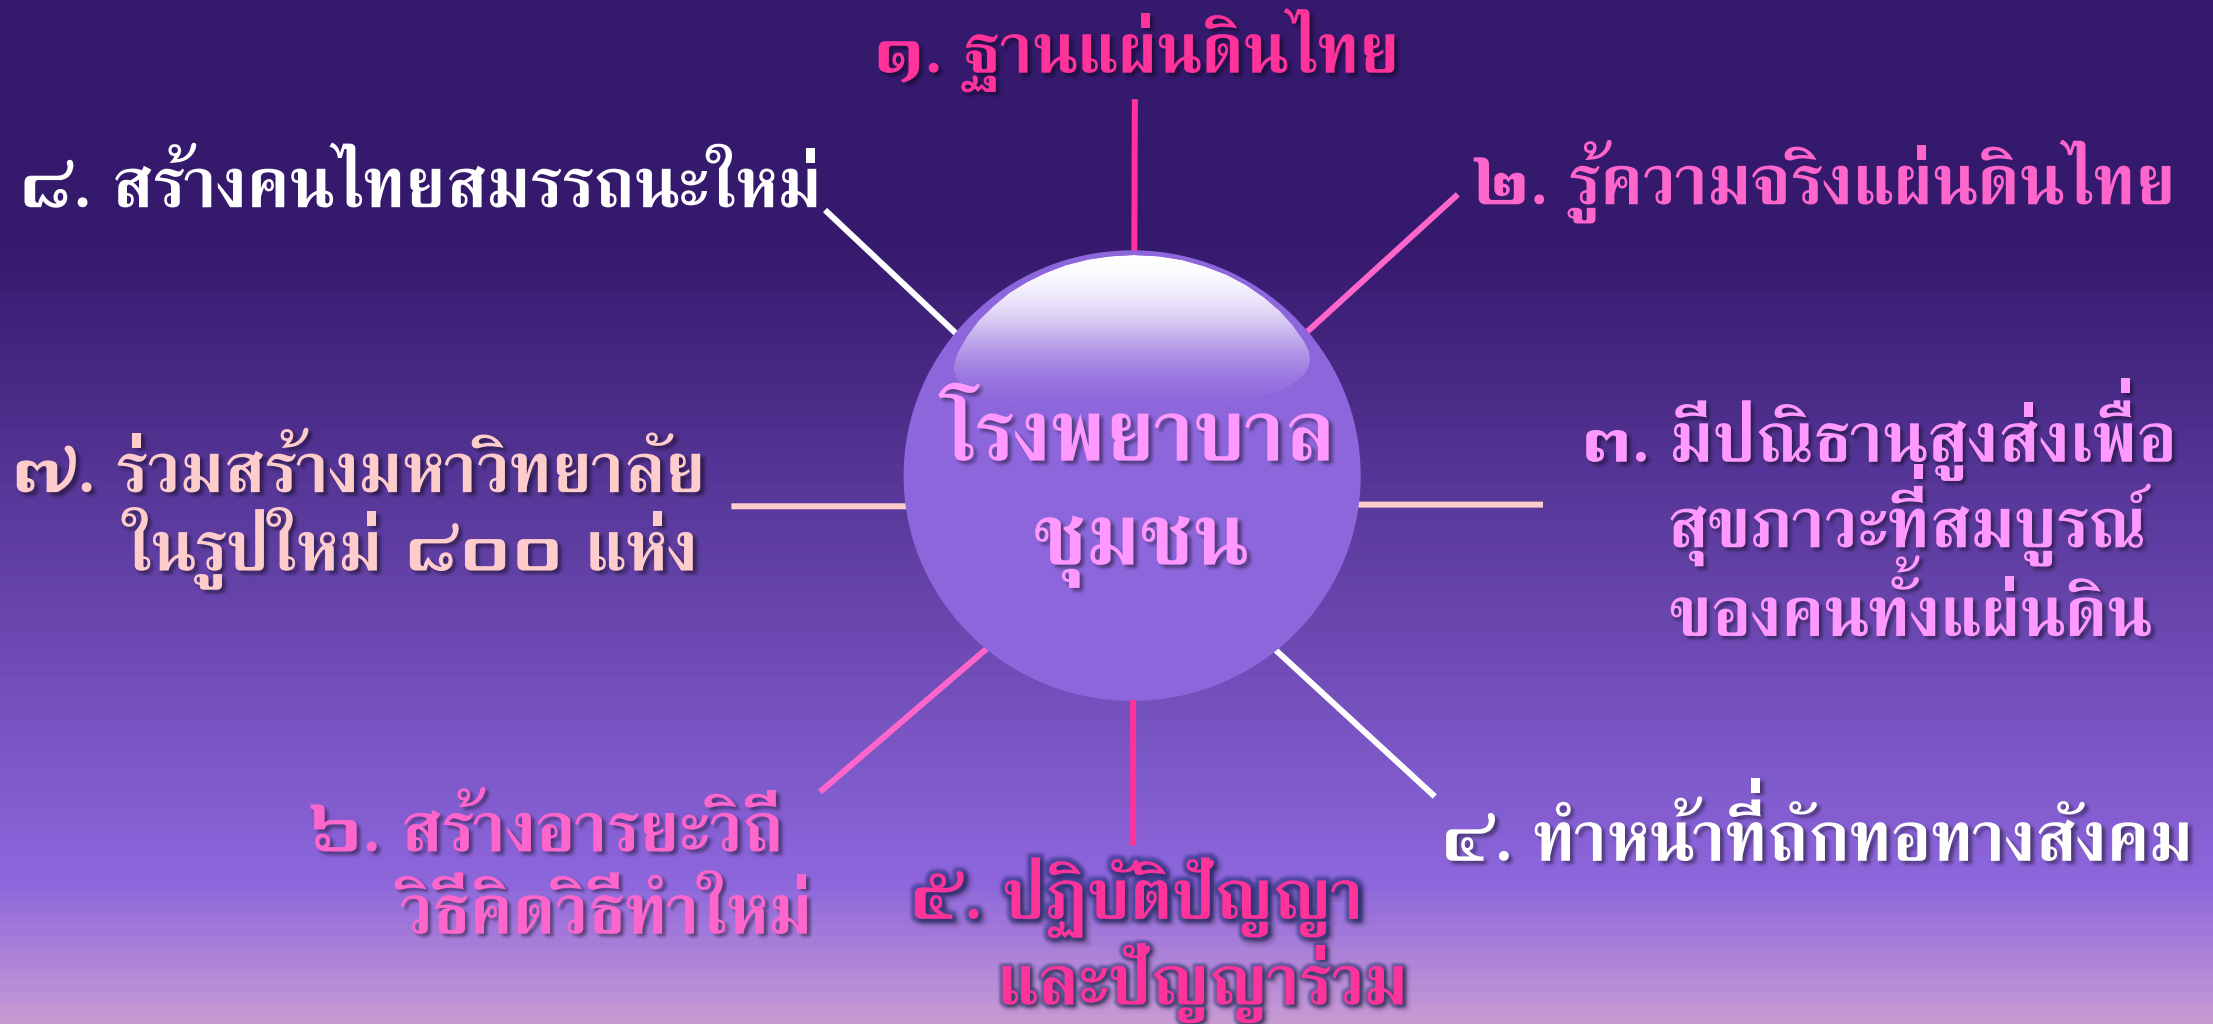 ๑. ฐานแผ่นดินไทย
๒. รู้ความจริงแผ่นดินไทย
๓. มีปณิธานสูงส่งเพื่อ
สุขภาวะที่สมบูรณ์
ของคนทั้งแผ่นดิน
๔. ทำหน้าที่ถักทอทางสังคม
๕. ปฏิบัติปัญญา
และปัญญาร่วม
๖. สร้างอารยะวิถี
วิธีคิดวิธีทำใหม่
๗. ร่วมสร้างมหาวิทยาลัย
ในรูปใหม่ ๘๐๐ แห่ง
๘. สร้างคนไทยสมรรถนะใหม่
โรงพยาบาล
ชุมชน